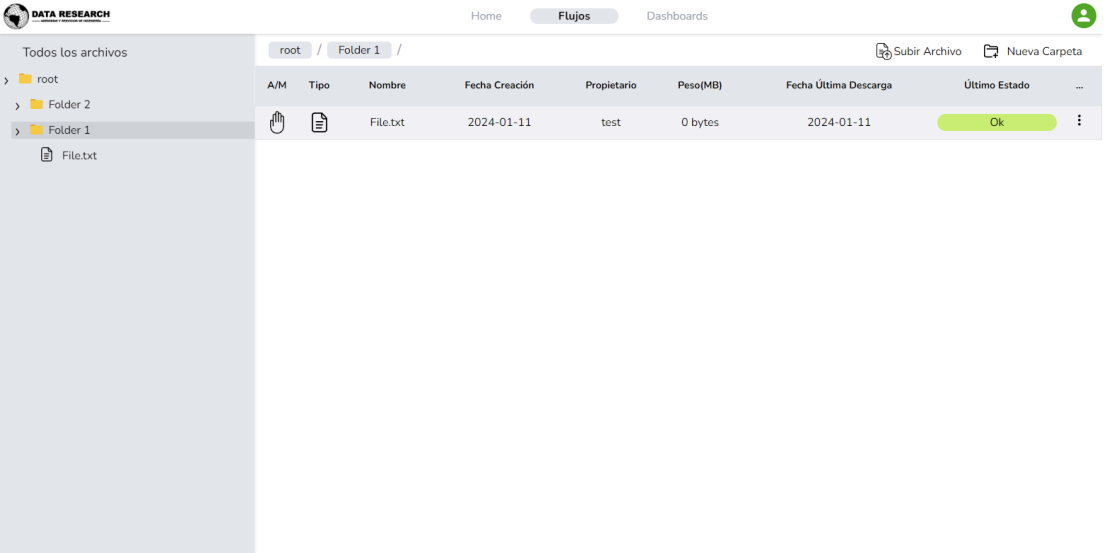 DATA RESEARCH
Home
Flujos
Dashboards
Todos los archivos
root
Folder 2
Folder 1
File.txt
root / Folder 1 /
Subir Archivo
Nueva Carpeta
A/M Tipo Nombre Fecha Creación Propietario Peso(MB) Fecha Última Descarga Último Estado ...
File.txt 2024-01-11 test 0 bytes 2024-01-11 Ok